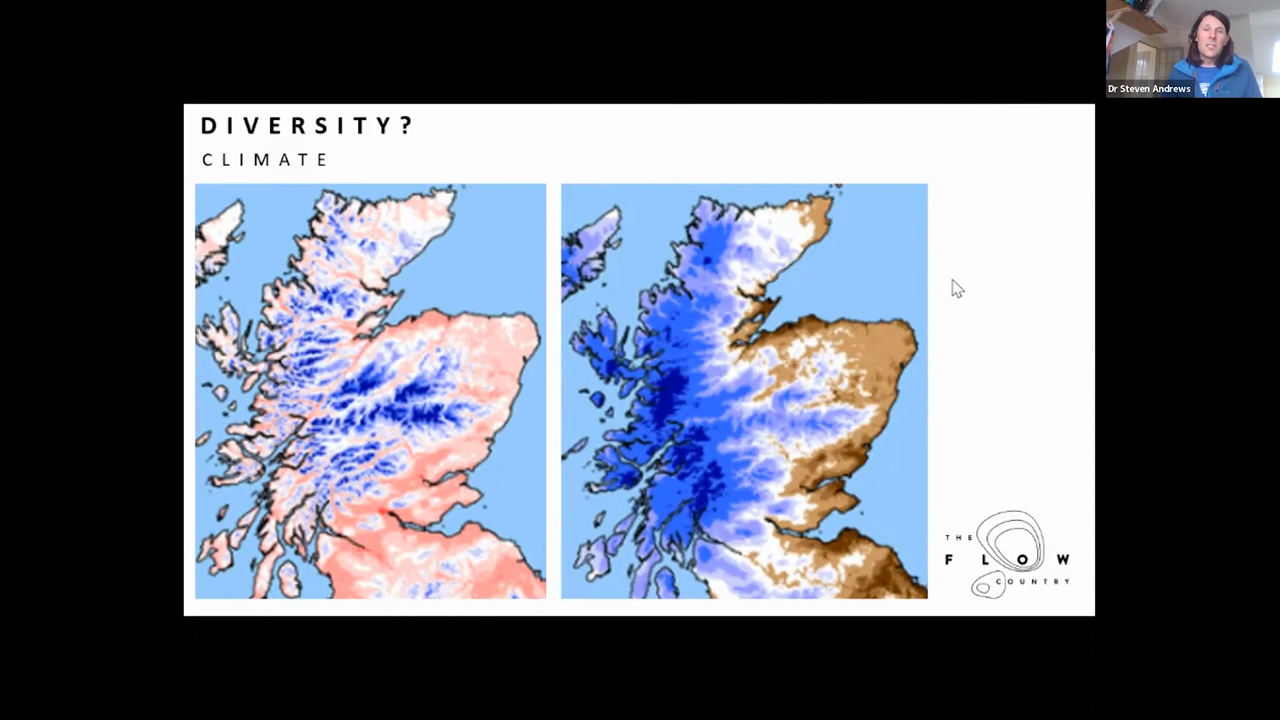 Dr Steven Andrews
DIVERSITY?
CLIMATE
THE
FLOW
COUNTRY